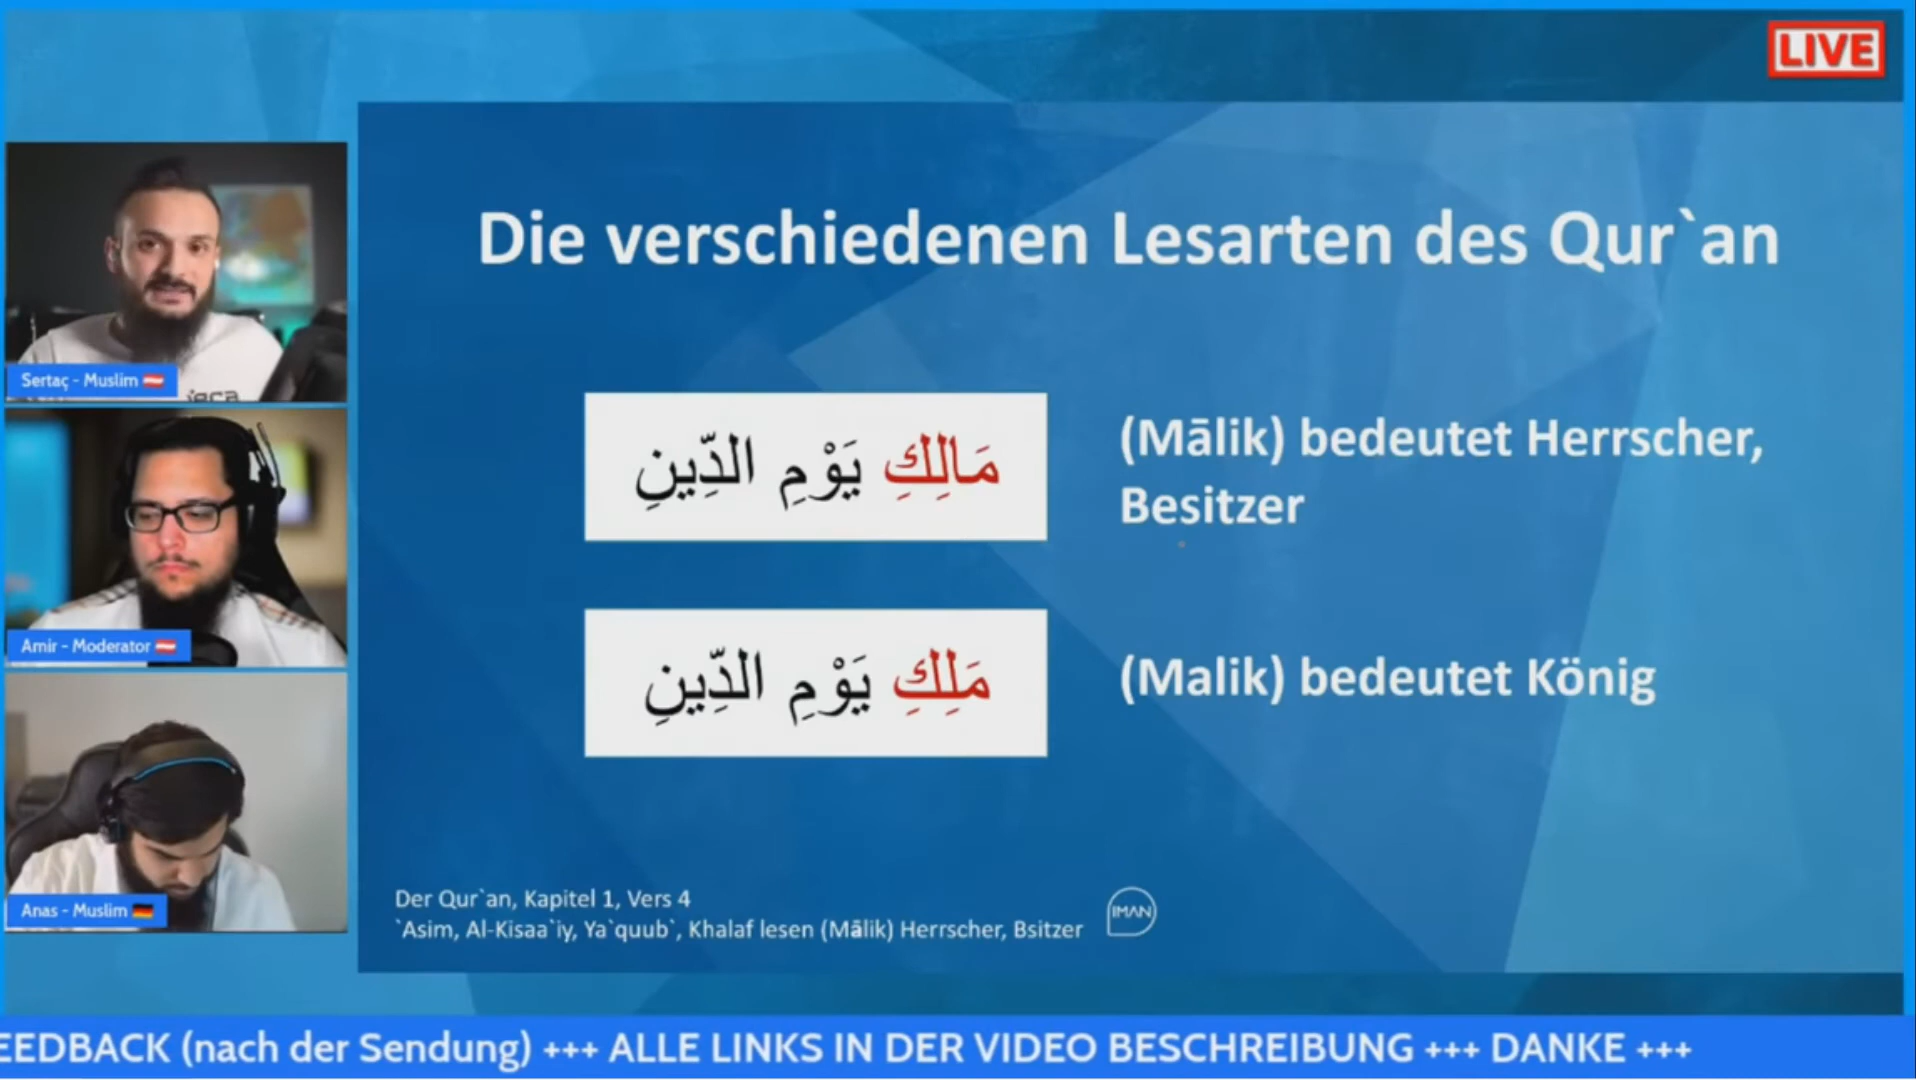 LIVE
Die verschiedenen Lesarten des Qur`an
مَالِكِ يَوْمِ الدِّينِ
(Mālik) bedeutet Herrscher,
Besitzer
مَلِكِ يَوْمِ الدِّينِ
(Malik) bedeutet König
Der Qur`an, Kapitel 1, Vers 4
`Asim, Al-Kisaa`iy, Ya`quub`, Khalaf lesen (Mālik) Herrscher, Bsitzer
IMAN
Sertaç - Muslim
Amir - Moderator
Anas - Muslim
EEDBACK (nach der Sendung) +++ ALLE LINKS IN DER VIDEO BESCHREIBUNG +++ DANKE +++